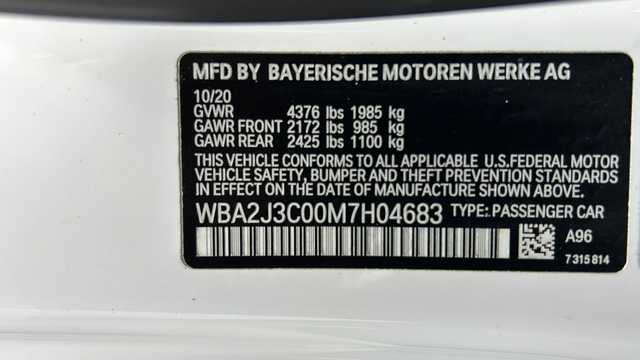 MFD BY BAYERISCHE MOTOREN WERKE AG
10/20
GVWR 4376 lbs 1985 kg
GAWR FRONT 2172 lbs 985 kg
GAWR REAR 2425 lbs 1100 kg
THIS VEHICLE CONFORMS TO ALL APPLICABLE U.S.FEDERAL MOTOR
VEHICLE SAFETY, BUMPER AND THEFT PREVENTION STANDARDS IN
EFFECT ON THE DATE OF MANUFACTURE SHOWN ABOVE.
WBA2J3C00M7H04683 TYPE: PASSENGER CAR
A96
7 315 814